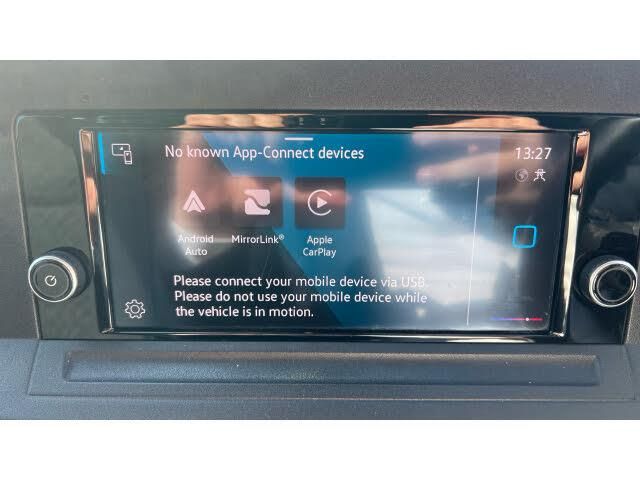 No known App-Connect devices
13:27
Android
Auto
MirrorLink®
Apple
CarPlay
Please connect your mobile device via USB.
Please do not use your mobile device while
the vehicle is in motion.